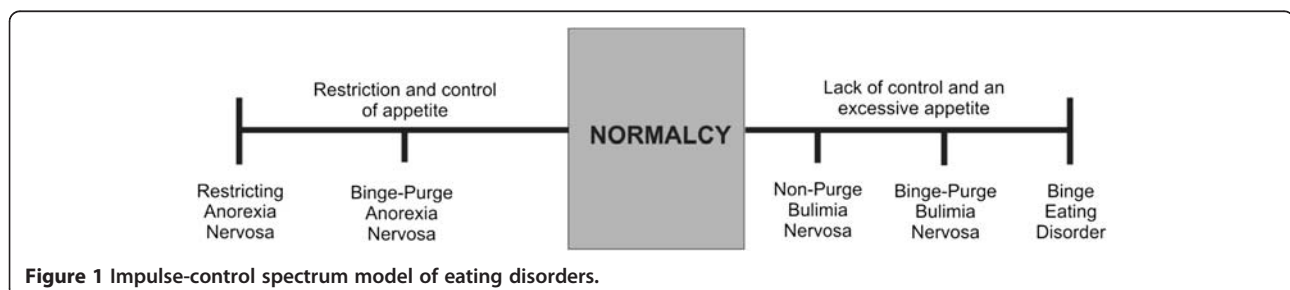 Restriction and control
of appetite
NORMALCY
Lack of control and an
excessive appetite
Restricting
Anorexia
Nervosa
Binge-Purge
Anorexia
Nervosa
Non-Purge
Bulimia
Nervosa
Binge-Purge
Bulimia
Nervosa
Binge
Eating
Disorder
Figure 1 Impulse-control spectrum model of eating disorders.